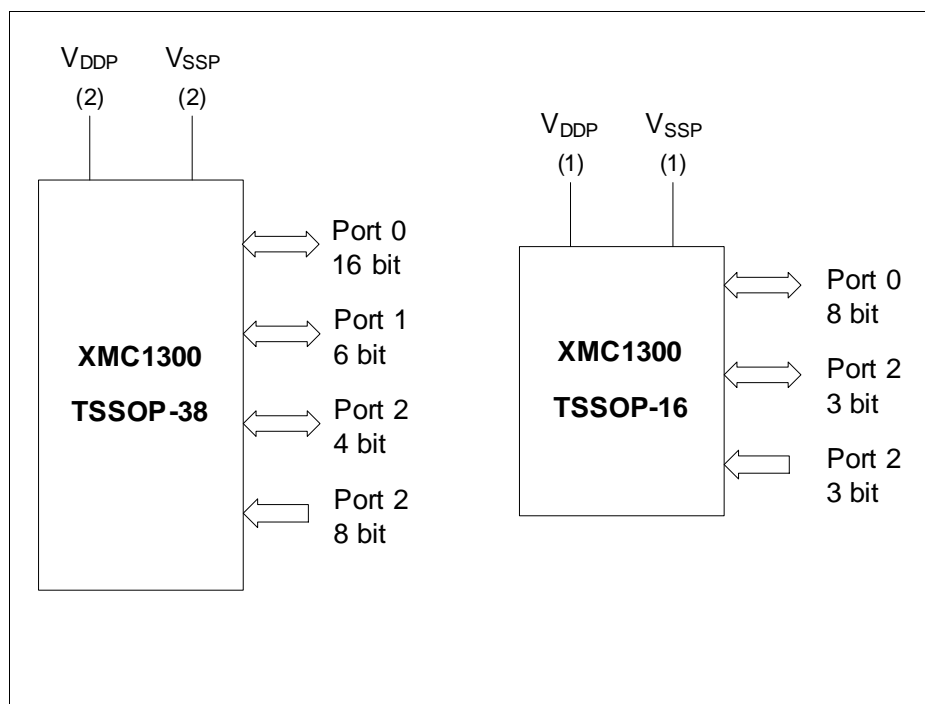 VDDP VSSP
(2) (2)
Port 0
16 bit
Port 1
6 bit
XMC1300
TSSOP-38
Port 2
4 bit
Port 2
8 bit
VDDP VSSP
(1) (1)
Port 0
8 bit
XMC1300
TSSOP-16
Port 2
3 bit
Port 2
3 bit